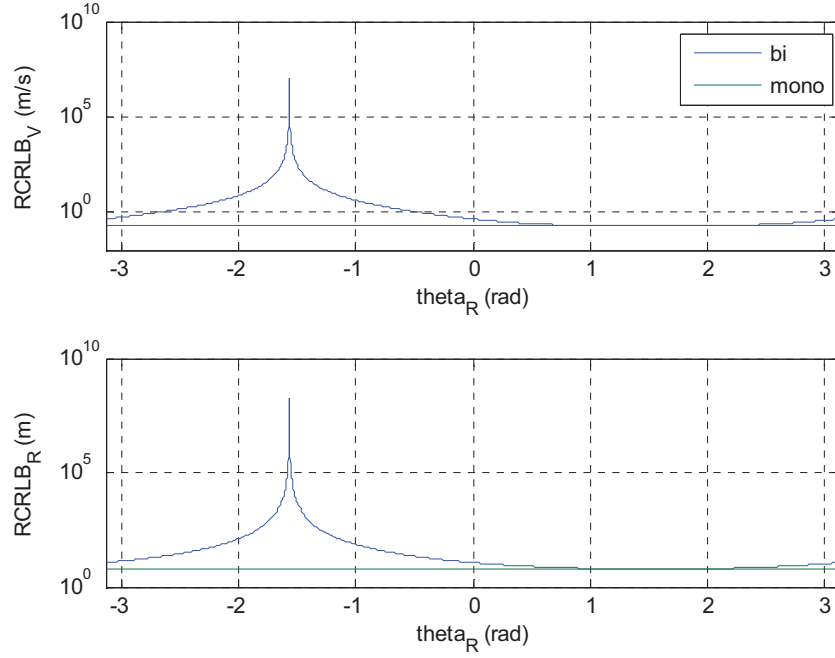 10^10
10^5
10^0
RCRLB_V (m/s)
bi
mono
-3 -2 -1 0 1 2 3
theta_R (rad)
10^10
10^5
10^0
RCRLB_R (m)
-3 -2 -1 0 1 2 3
theta_R (rad)